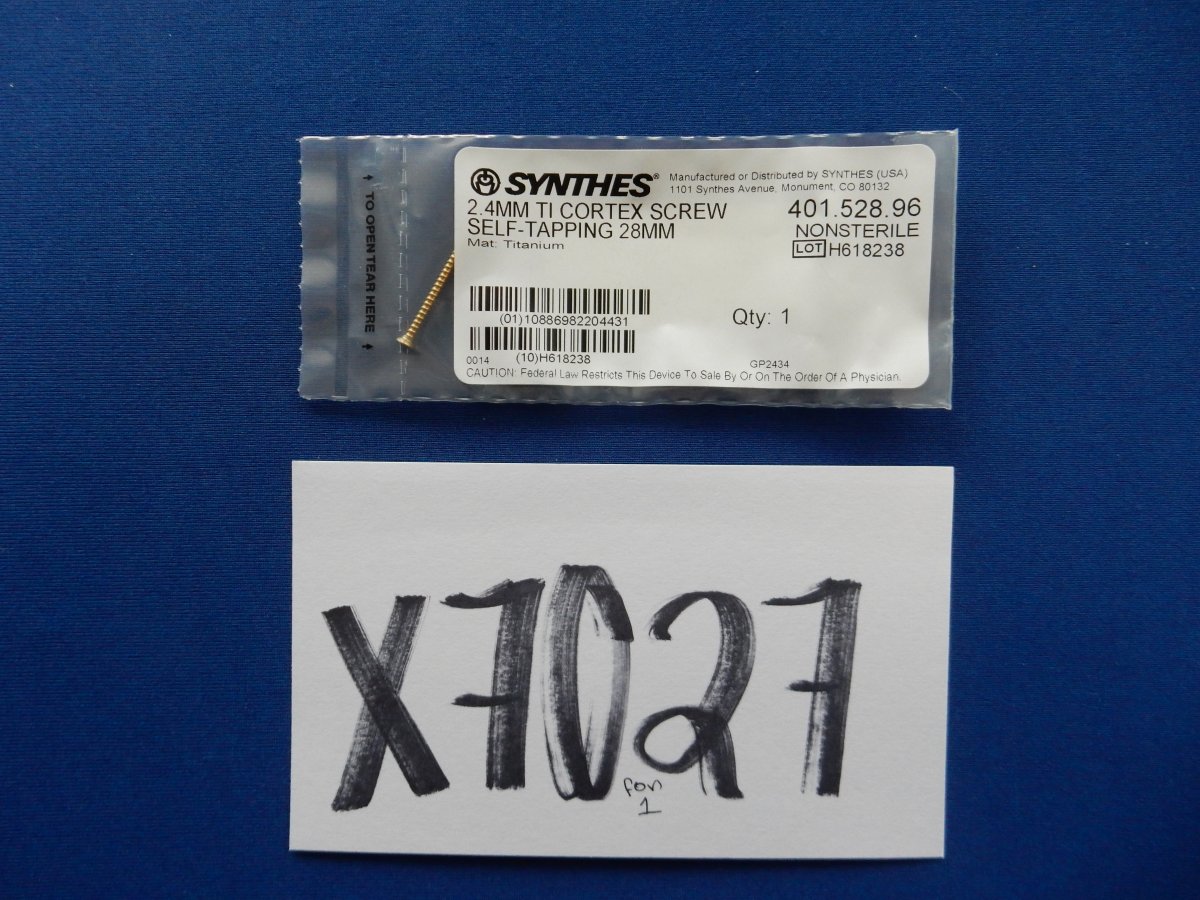 TO OPEN TEAR HERE
SYNTHES®
Manufactured or Distributed by SYNTHES (USA)
1101 Synthes Avenue, Monument, CO 80132
2.4MM TI CORTEX SCREW
SELF-TAPPING 28MM
Mat: Titanium
401.528.96
NONSTERILE
LOT H618238
(01)10886982204431
Qty: 1
(10)H618238
0014
GP2434
CAUTION: Federal Law Restricts This Device To Sale By Or On The Order Of A Physician.
X7027
for
1